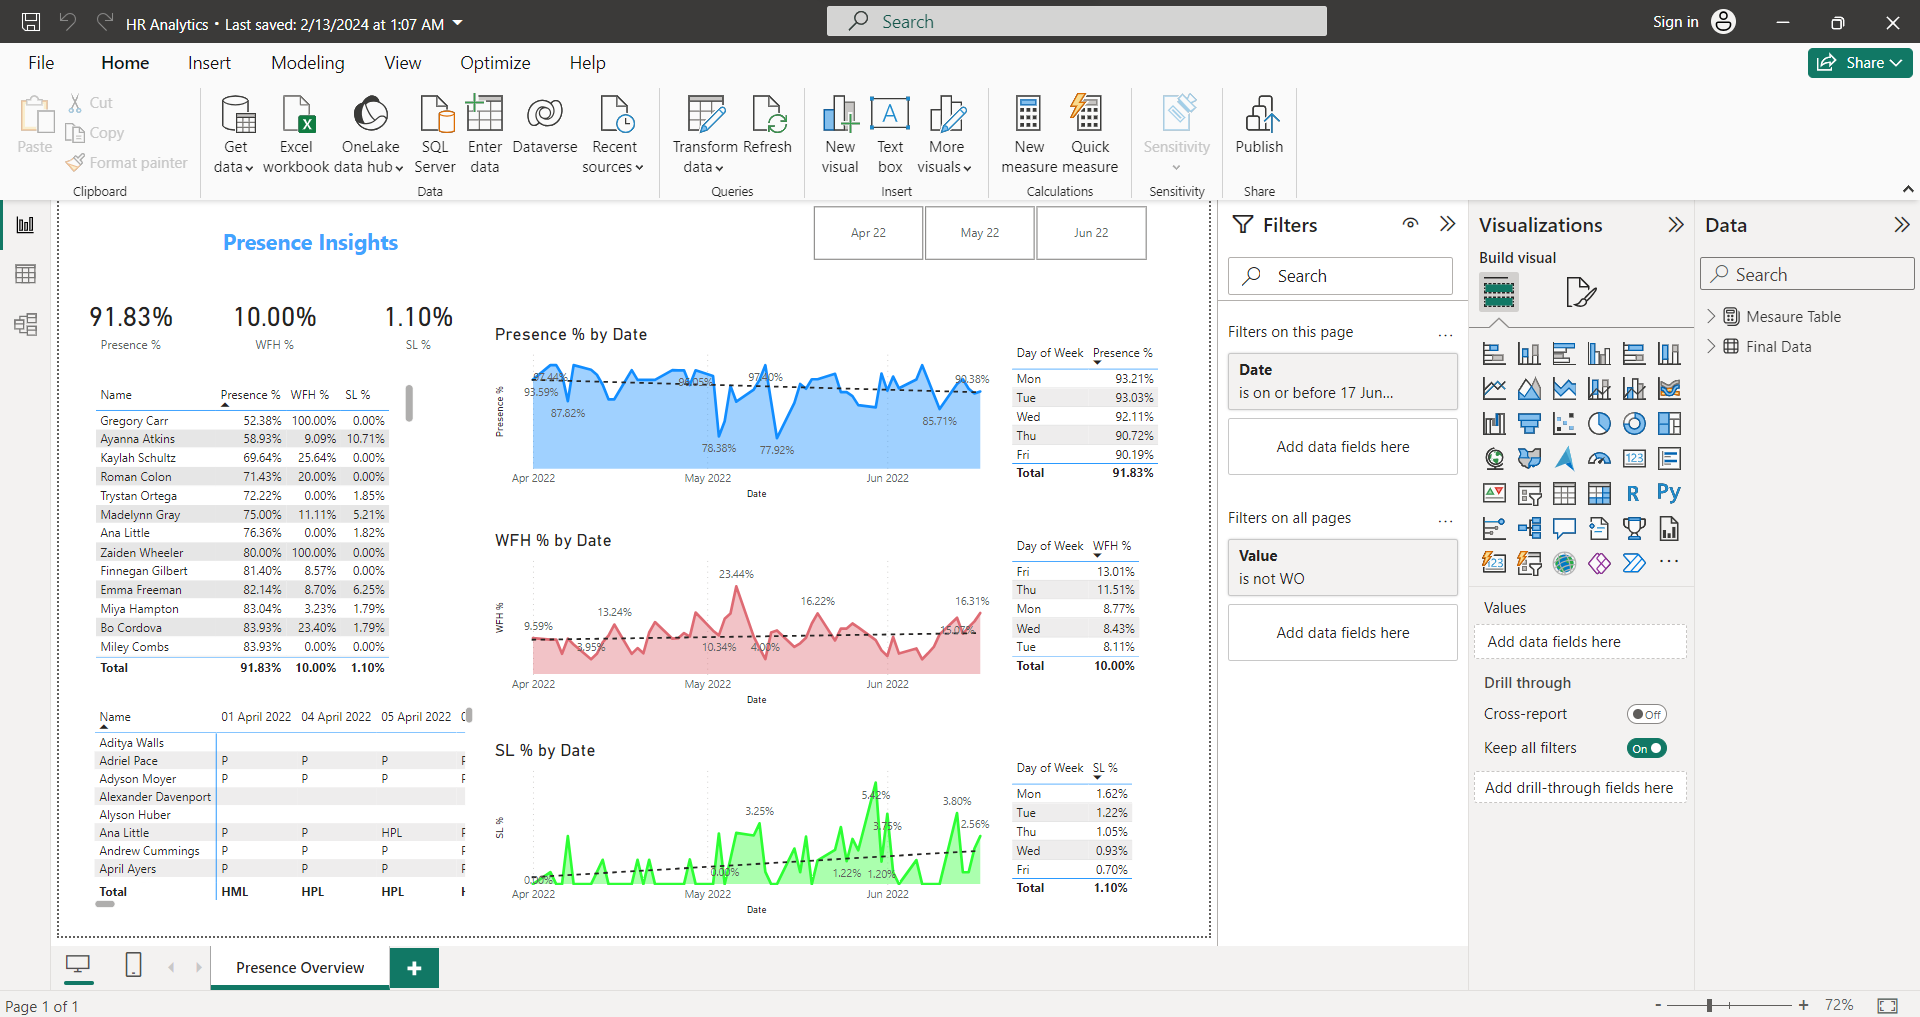 HR Analytics • Last saved: 2/13/2024 at 1:07 AM
Search
Sign in
File Home Insert Modeling View Optimize Help
Share
Paste
Cut
Copy
Format painter
Clipboard
Get data
Excel workbook
OneLake data hub
SQL Server
Enter data
Dataverse
Recent sources
Data
Transform data
Refresh
Queries
New visual
Text box
More visuals
Insert
New measure
Quick measure
Calculations
Sensitivity
Sensitivity
Publish
Share
Presence Insights
Apr 22 May 22 Jun 22
91.83% 10.00% 1.10%
Presence % WFH % SL %
Name Presence % WFH % SL %
Gregory Carr 52.38% 100.00% 0.00%
Ayanna Atkins 58.93% 9.09% 10.71%
Kaylah Schultz 69.64% 25.64% 0.00%
Roman Colon 71.43% 20.00% 0.00%
Trystan Ortega 72.22% 0.00% 1.85%
Madelynn Gray 75.00% 11.11% 5.21%
Ana Little 76.36% 0.00% 1.82%
Zaiden Wheeler 80.00% 100.00% 0.00%
Finnegan Gilbert 81.40% 8.57% 0.00%
Emma Freeman 82.14% 8.70% 6.25%
Miya Hampton 83.04% 3.23% 1.79%
Bo Cordova 83.93% 23.40% 1.79%
Miley Combs 83.93% 0.00% 0.00%
Total 91.83% 10.00% 1.10%
Name 01 April 2022 04 April 2022 05 April 2022
Aditya Walls
Adriel Pace P P P
Adyson Moyer P P P
Alexander Davenport
Alyson Huber
Ana Little P P HPL
Andrew Cummings P P P
April Ayers P P P
Total HML HPL HPL
Presence % by Date
Presence %
97.44%
93.59%
87.82%
96.05%
78.38%
97.40%
77.92%
85.71%
90.38%
Apr 2022 May 2022 Jun 2022
Date
Day of Week Presence %
Mon 93.21%
Tue 93.03%
Wed 92.11%
Thu 90.72%
Fri 90.19%
Total 91.83%
WFH % by Date
WFH %
9.59%
3.95%
13.24%
23.44%
10.34%
4.00%
16.22%
15.07%
16.31%
Apr 2022 May 2022 Jun 2022
Date
Day of Week WFH %
Fri 13.01%
Thu 11.51%
Mon 8.77%
Wed 8.43%
Tue 8.11%
Total 10.00%
SL % by Date
SL %
0.00%
0.00%
3.25%
1.22%
5.42%
3.75%
1.20%
3.80%
2.56%
Apr 2022 May 2022 Jun 2022
Date
Day of Week SL %
Mon 1.62%
Tue 1.22%
Thu 1.05%
Wed 0.93%
Fri 0.70%
Total 1.10%
Filters
Search
Filters on this page
Date
is on or before 17 Jun...
Add data fields here
Filters on all pages
Value
is not WO
Add data fields here
Visualizations
Build visual
123
R
Py
123
Values
Add data fields here
Drill through
Cross-report Off
Keep all filters On
Add drill-through fields here
Data
Search
Mesaure Table
Final Data
Presence Overview
Page 1 of 1
72%